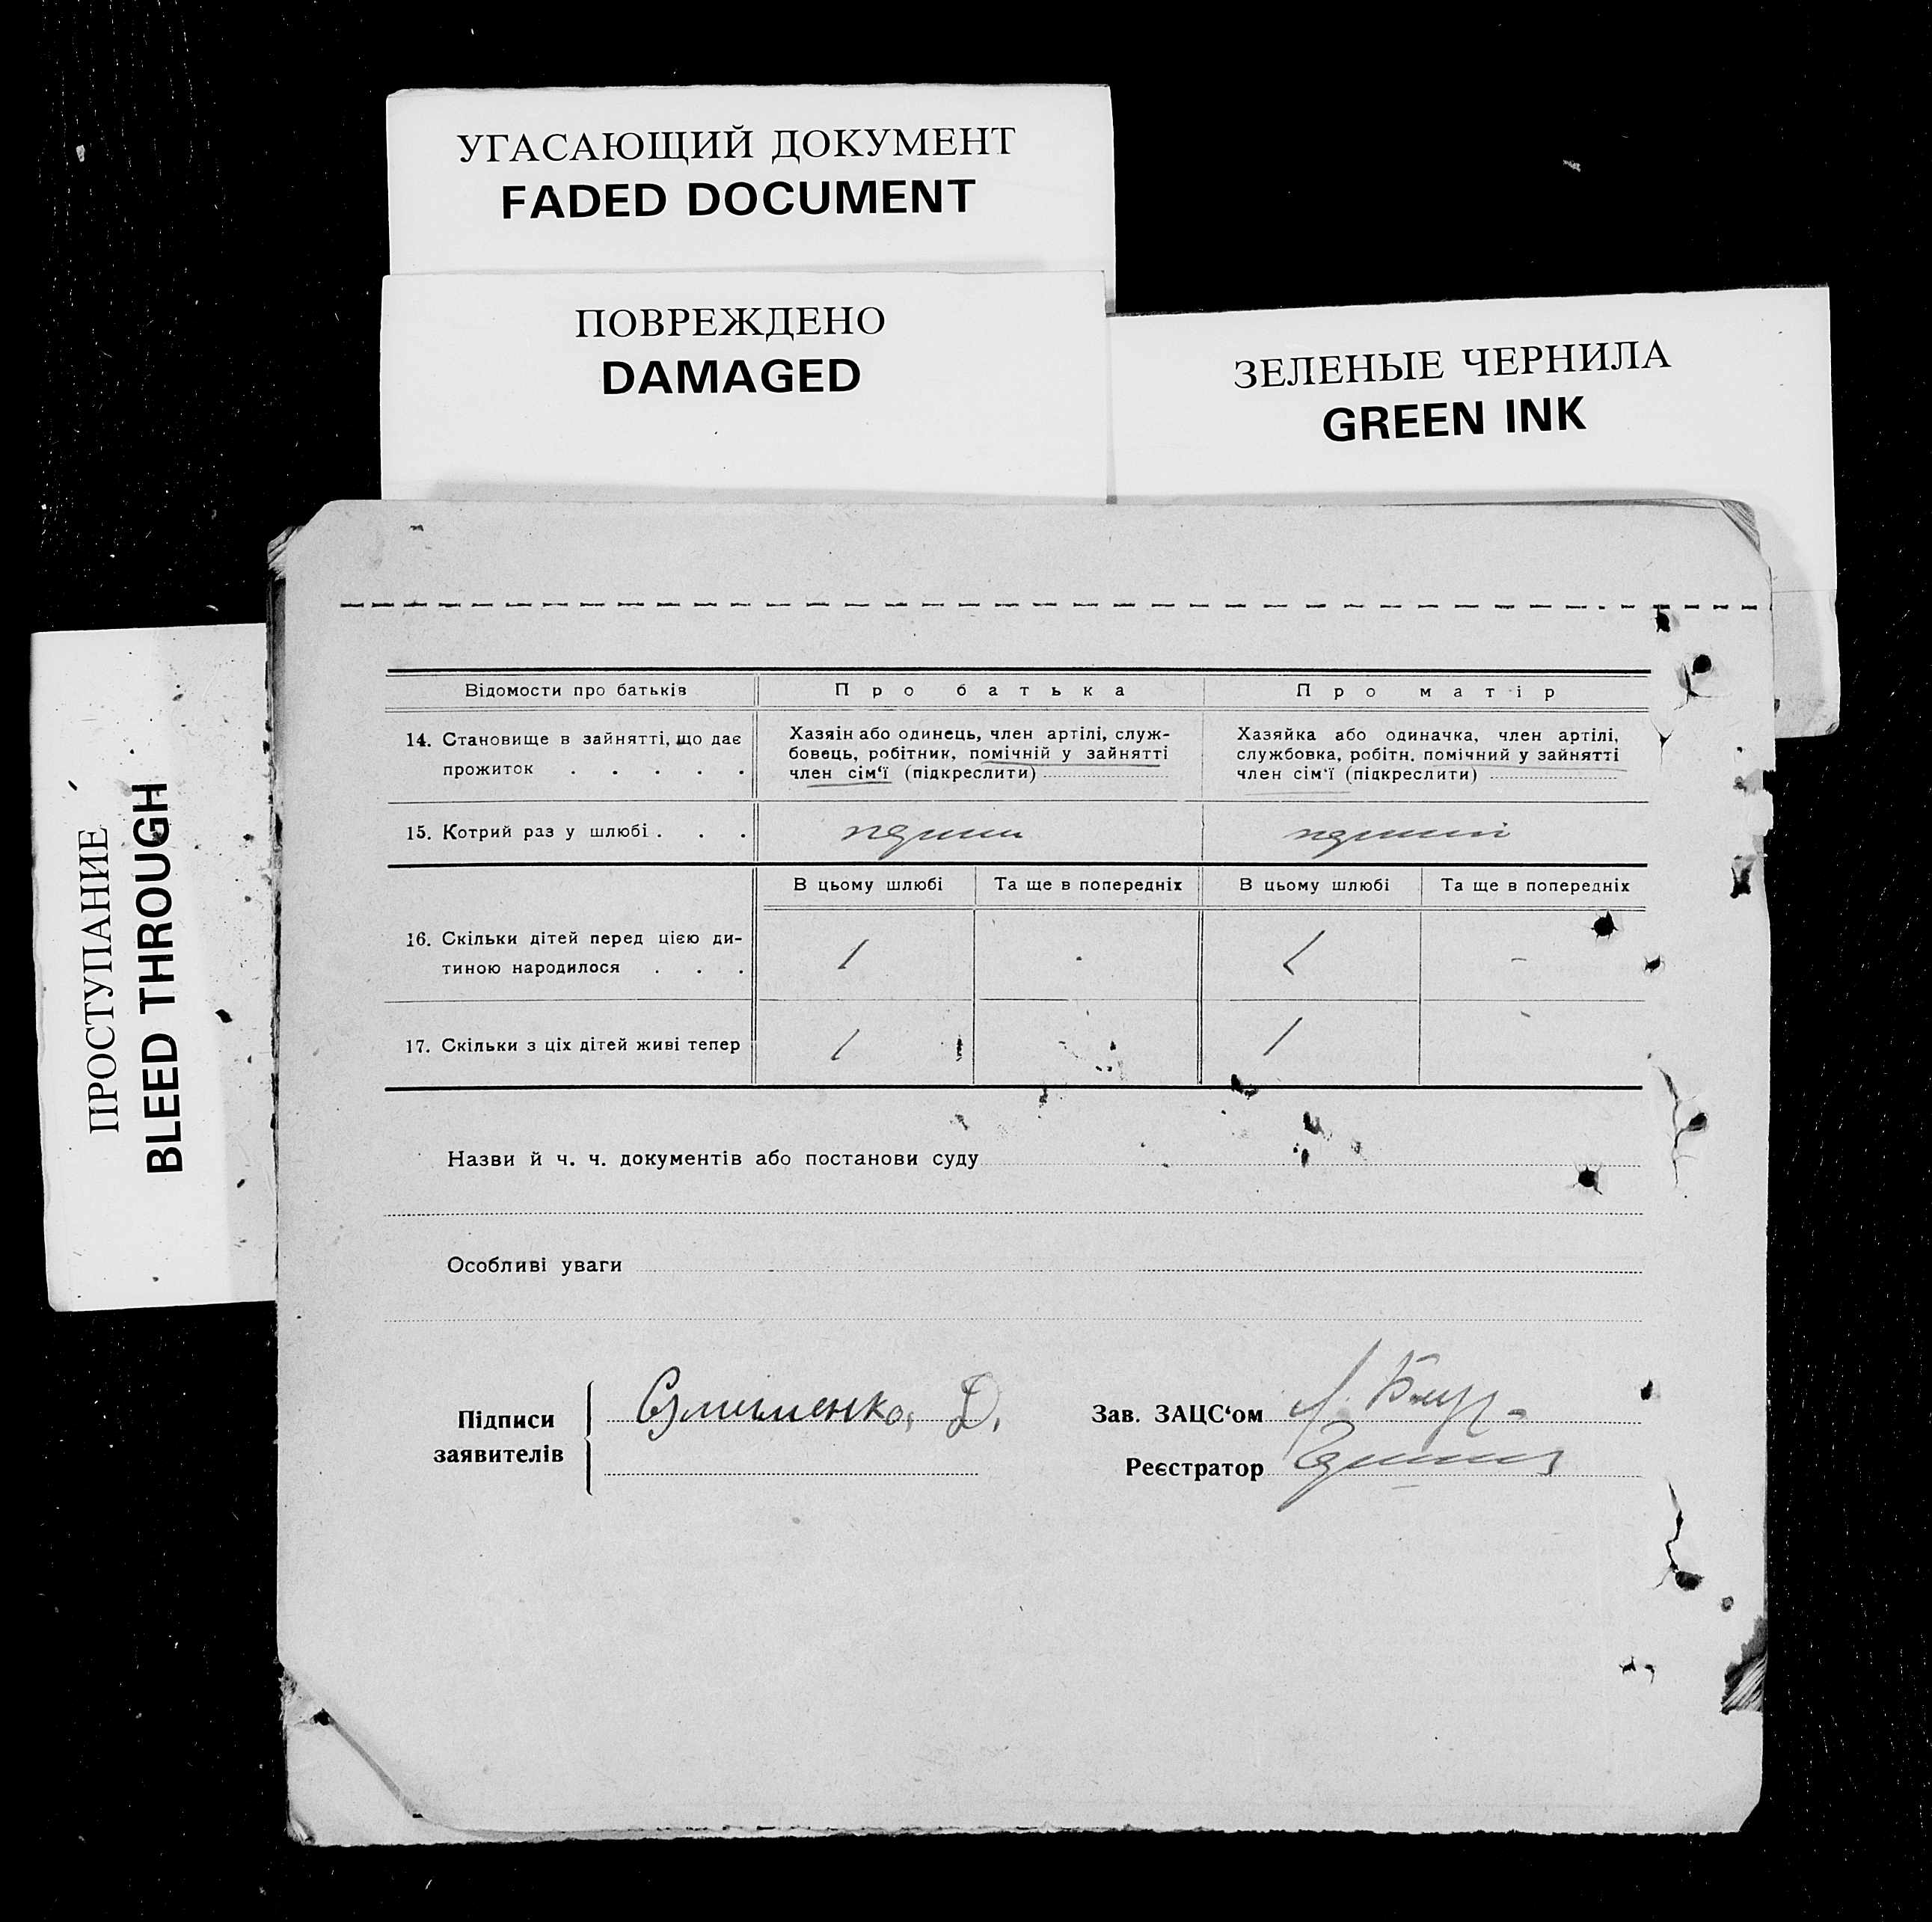 УГАСАЮЩИЙ ДОКУМЕНТ
FADED DOCUMENT
ПОВРЕЖДЕНО
DAMAGED
ЗЕЛЕНЫЕ ЧЕРНИЛА
GREEN INK
ПРОСТУПАНИЕ
BLEED THROUGH
Відомости про батьків
Про батька
Про матір
14. Становище в зайнятті, що дає
прожиток . . . . .
Хазяін або одинець, член артілі, служ-
бовець, робітник, помічній у зайнятті
член сім‘ї (підкреслити)
Хазяйка або одиначка, член артілі,
службовка, робітн. помічний у зайнятті
член сім‘ї (підкреслити)
15. Котрий раз у шлюбі . . .
В цьому шлюбі
Та ще в попередніх
В цьому шлюбі
Та ще в попередніх
16. Скільки дітей перед цією ди-
тиною народилося . . .
1
-
1
-
17. Скільки з ціх дітей живі тепер
1
1
Назви й ч. ч. документів або постанови суду
Особливі уваги
Підписи
заявителів
Д.
Зав. ЗАЦС‘ом
Реєстратор